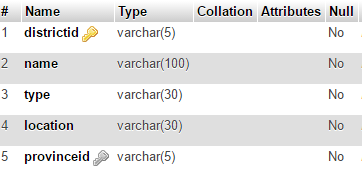 # Name Type Collation Attributes Null
1 districtid varchar(5) No
2 name varchar(100) No
3 type varchar(30) No
4 location varchar(30) No
5 provinceid varchar(5) No